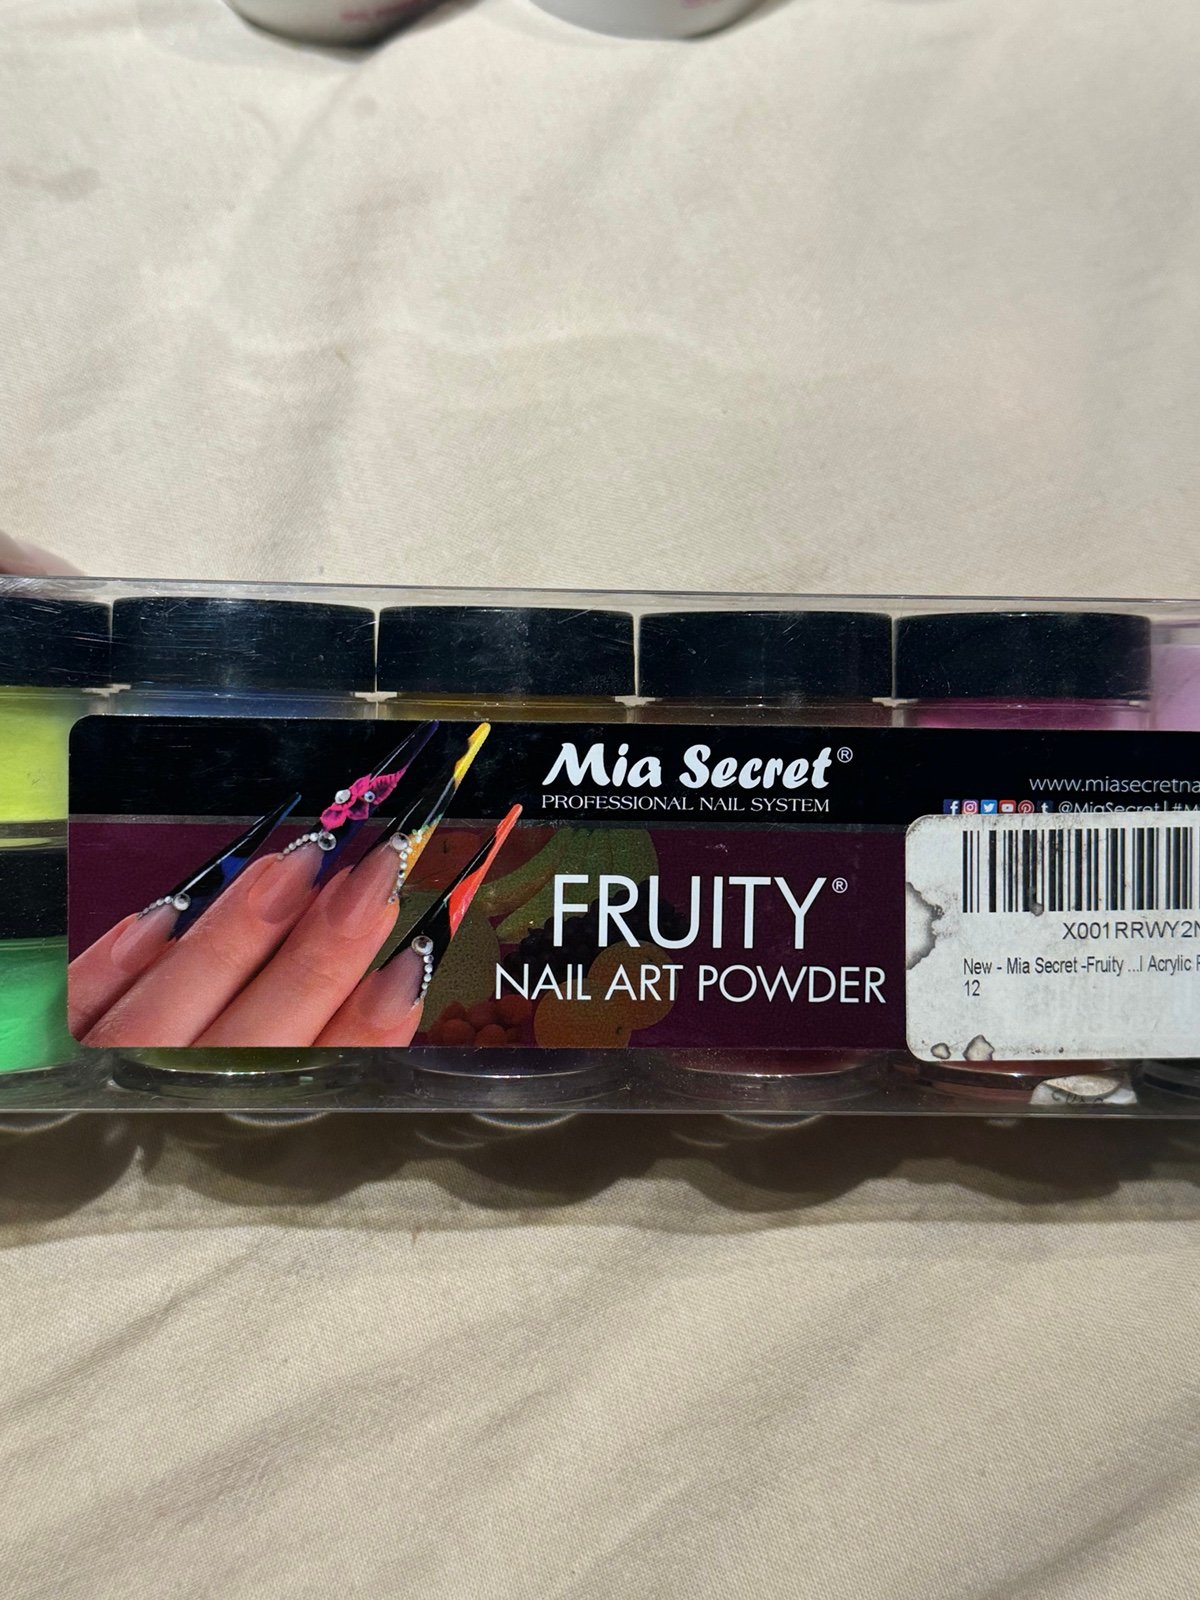 Mia Secret®
PROFESSIONAL NAIL SYSTEM
www.miasecretna
@MiaSecret
FRUITY®
NAIL ART POWDER
X001RRWY2N
New - Mia Secret -Fruity ...l Acrylic
12